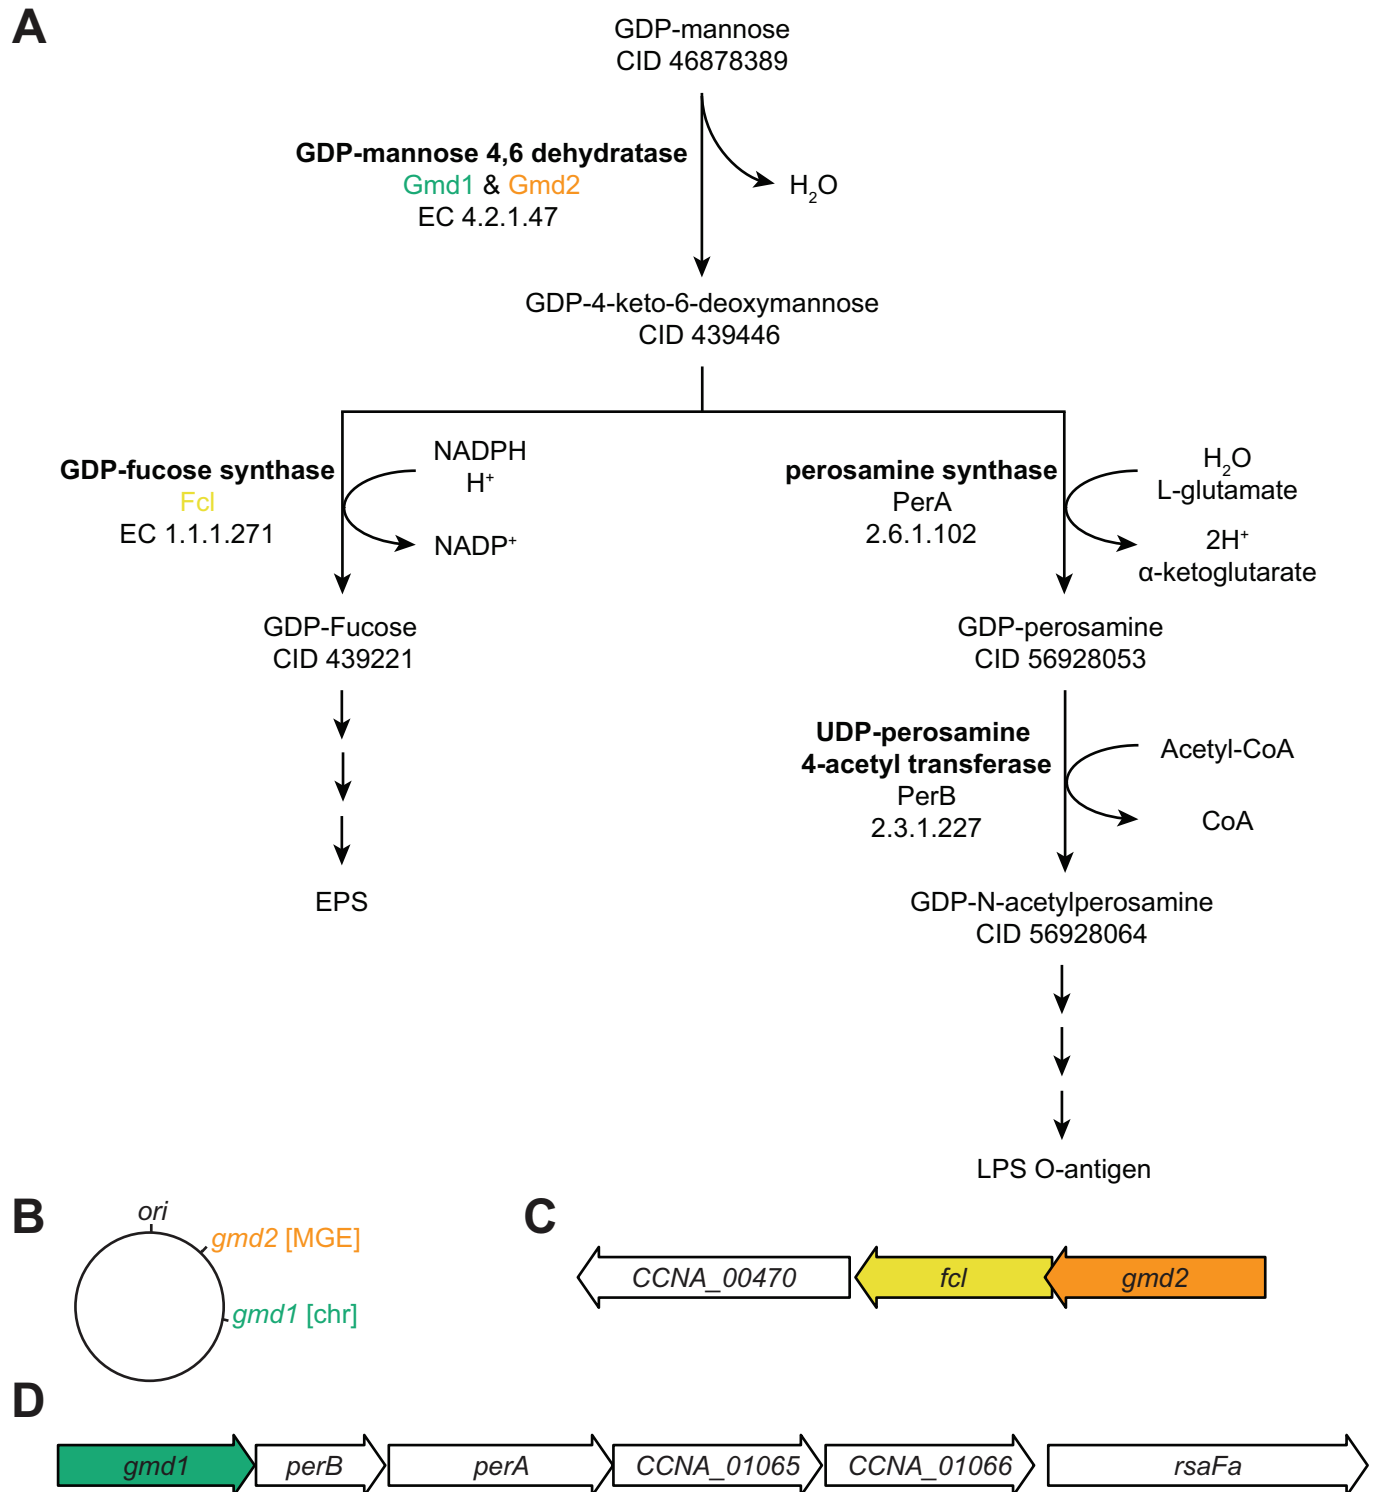 A
GDP-mannose
CID 46878389
GDP-mannose 4,6 dehydratase
Gmd1 & Gmd2
EC 4.2.1.47
H₂O
GDP-4-keto-6-deoxymannose
CID 439446
GDP-fucose synthase
Fcl
EC 1.1.1.271
NADPH
H⁺
NADP⁺
perosamine synthase
PerA
2.6.1.102
H₂O
L-glutamate
2H⁺
α-ketoglutarate
GDP-Fucose
CID 439221
GDP-perosamine
CID 56928053
UDP-perosamine
4-acetyl transferase
PerB
2.3.1.227
Acetyl-CoA
CoA
EPS
GDP-N-acetylperosamine
CID 56928064
LPS O-antigen
B
ori
gmd2 [MGE]
gmd1 [chr]
C
CCNA_00470
fcl
gmd2
D
gmd1
perB
perA
CCNA_01065
CCNA_01066
rsaFa